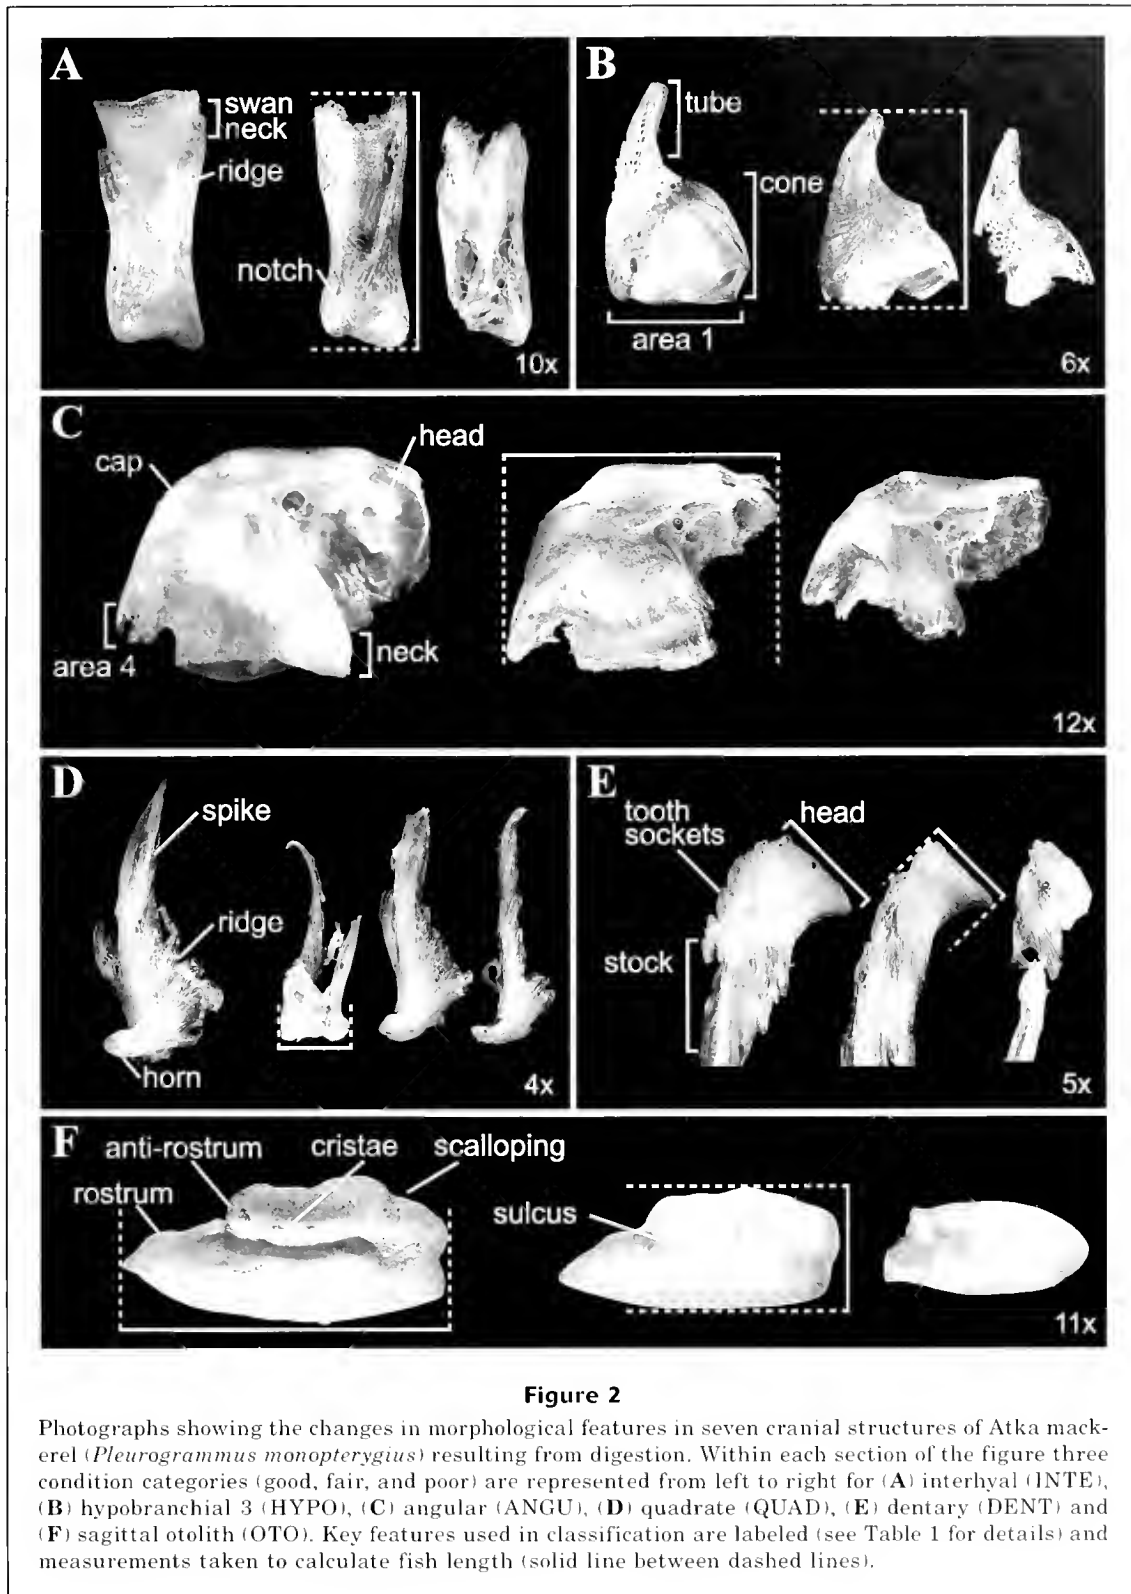 A
swan
neck
ridge
notch
10x
B
tube
cone
area 1
6x
C
head
cap
area 4
neck
12x
D
spike
ridge
horn
4x
E
tooth
sockets
head
stock
5x
F
anti-rostrum
cristae
scalloping
rostrum
sulcus
11x
Figure 2
Photographs showing the changes in morphological features in seven cranial structures of Atka mack-
erel (Pleurogrammus monopterygius) resulting from digestion. Within each section of the figure three
condition categories (good, fair, and poor) are represented from left to right for (A) interhyal (INTE),
(B) hypobranchial 3 (HYPO), (C) angular (ANGU), (D) quadrate (QUAD), (E) dentary (DENT) and
(F) sagittal otolith (OTO). Key features used in classification are labeled (see Table 1 for details) and
measurements taken to calculate fish length (solid line between dashed lines).